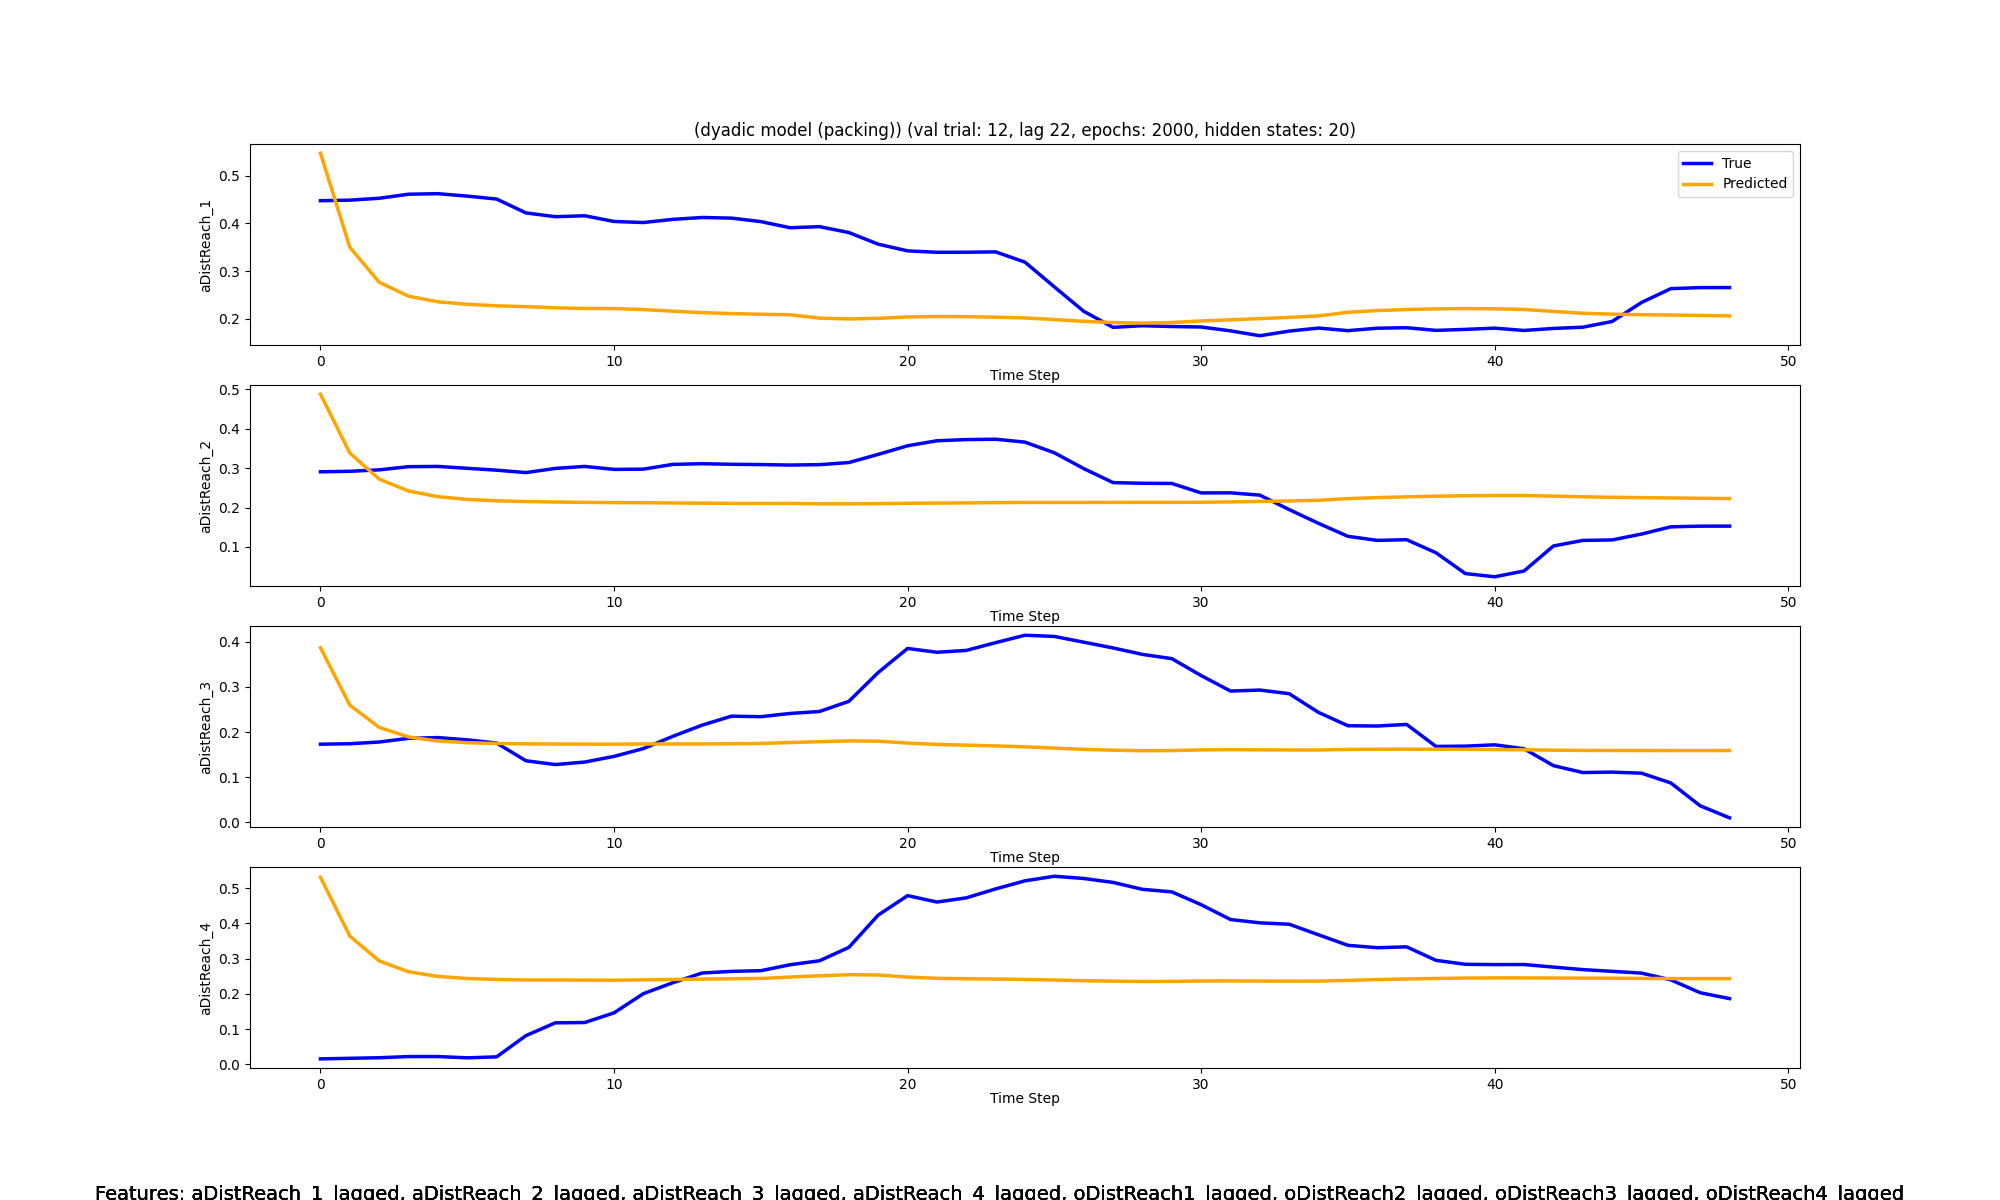 (dyadic model (packing)) (val trial: 12, lag 22, epochs: 2000, hidden states: 20)
True
Predicted
aDistReach_1
0.5
0.4
0.3
0.2
0 10 20 30 40 50
Time Step
aDistReach_2
0.5
0.4
0.3
0.2
0.1
0 10 20 30 40 50
Time Step
aDistReach_3
0.4
0.3
0.2
0.1
0.0
0 10 20 30 40 50
Time Step
aDistReach_4
0.5
0.4
0.3
0.2
0.1
0.0
0 10 20 30 40 50
Time Step
Features: aDistReach_1_lagged, aDistReach_2_lagged, aDistReach_3_lagged, aDistReach_4_lagged, oDistReach1_lagged, oDistReach2_lagged, oDistReach3_lagged, oDistReach4_lagged